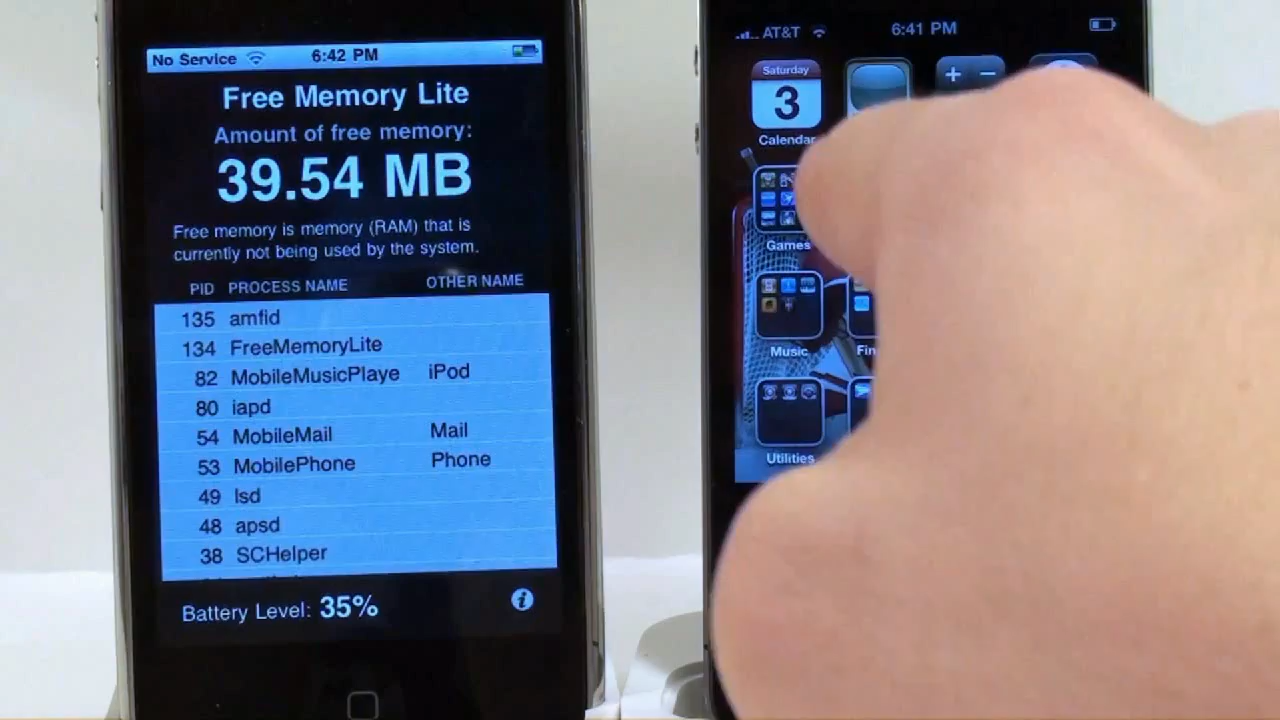 No Service 6:42 PM
Free Memory Lite
Amount of free memory:
39.54 MB
Free memory is memory (RAM) that is
currently not being used by the system.
PID PROCESS NAME OTHER NAME
135 amfid
134 FreeMemoryLite
82 MobileMusicPlaye iPod
80 iapd
54 MobileMail Mail
53 MobilePhone Phone
49 lsd
48 apsd
38 SCHelper
Battery Level: 35%
i
AT&T 6:41 PM
Saturday
3
Calendar
+ −
Games
Music
Utilities